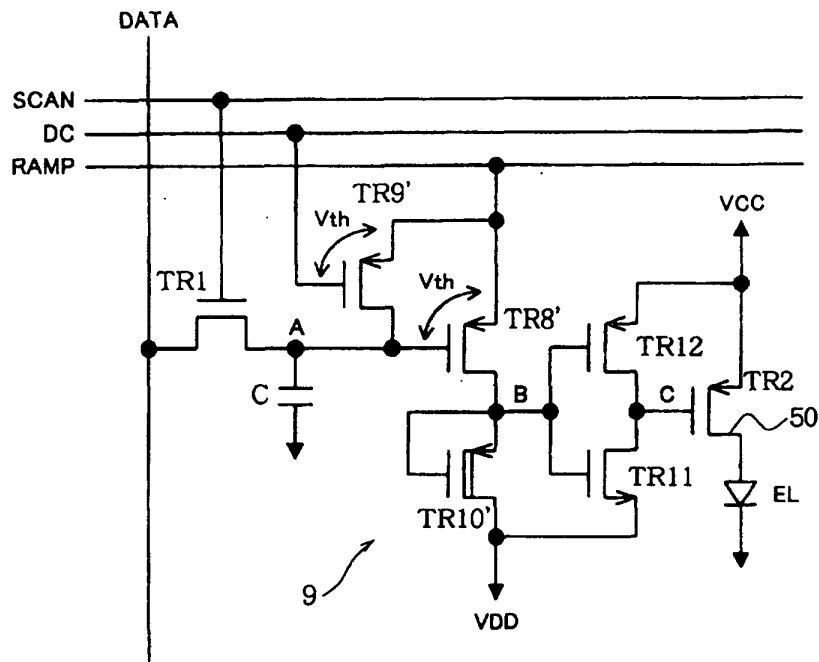 DATA
SCAN
DC
RAMP
TR9'
Vth
VCC
TR1
Vth
A
TR8'
TR12
B
C
TR2
C
50
TR11
EL
TR10'
9
VDD